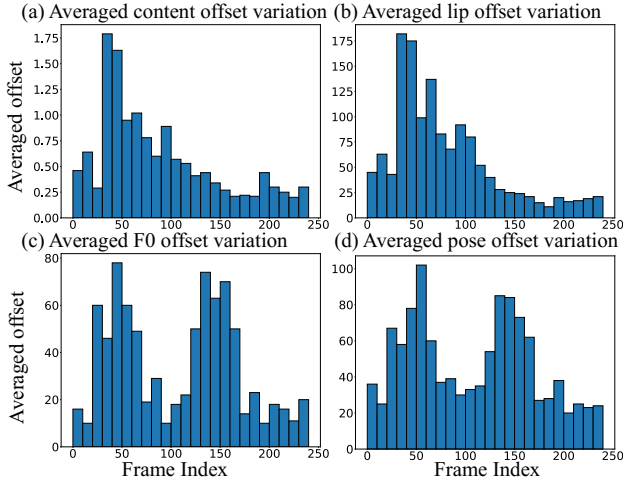 (a) Averaged content offset variation
(b) Averaged lip offset variation
Averaged offset
1.75
1.50
1.25
1.00
0.75
0.50
0.25
0.00
0 50 100 150 200 250
175
150
125
100
75
50
25
0
0 50 100 150 200 250
(c) Averaged F0 offset variation
(d) Averaged pose offset variation
Averaged offset
80
60
40
20
0
0 50 100 150 200 250
Frame Index
100
80
60
40
20
0
0 50 100 150 200 250
Frame Index